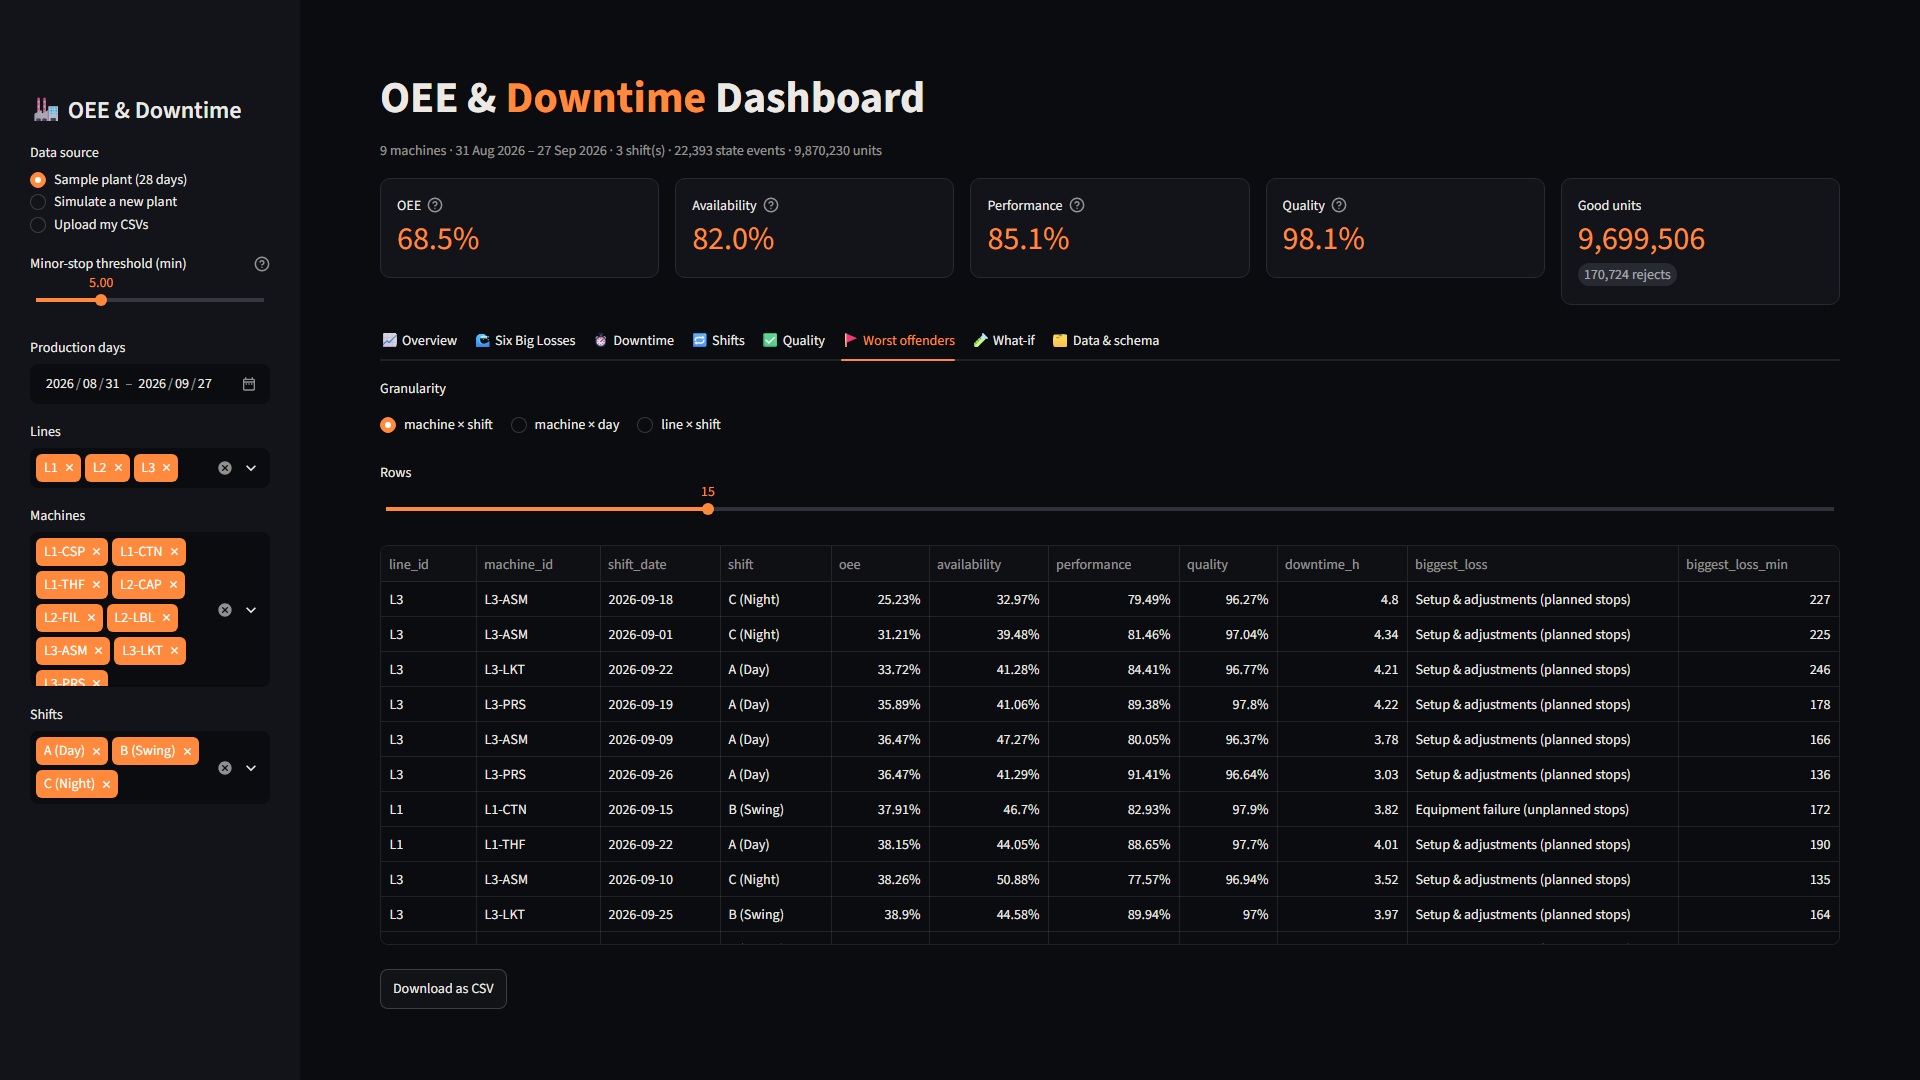 OEE & Downtime
Data source
Sample plant (28 days)
Simulate a new plant
Upload my CSVs
Minor-stop threshold (min)
5.00
Production days
2026/08/31 – 2026/09/27
Lines
L1 L2 L3
Machines
L1-CSP L1-CTN
L1-THF L2-CAP
L2-FIL L2-LBL
L3-ASM L3-LKT
L3-PRS
Shifts
A (Day) B (Swing)
C (Night)
OEE & Downtime Dashboard
9 machines · 31 Aug 2026 – 27 Sep 2026 · 3 shift(s) · 22,393 state events · 9,870,230 units
OEE
68.5%
Availability
82.0%
Performance
85.1%
Quality
98.1%
Good units
9,699,506
170,724 rejects
Overview Six Big Losses Downtime Shifts Quality Worst offenders What-if Data & schema
Granularity
machine × shift machine × day line × shift
Rows
15
line_id machine_id shift_date shift oee availability performance quality downtime_h biggest_loss biggest_loss_min
L3 L3-ASM 2026-09-18 C (Night) 25.23% 32.97% 79.49% 96.27% 4.8 Setup & adjustments (planned stops) 227
L3 L3-ASM 2026-09-01 C (Night) 31.21% 39.48% 81.46% 97.04% 4.34 Setup & adjustments (planned stops) 225
L3 L3-LKT 2026-09-22 A (Day) 33.72% 41.28% 84.41% 96.77% 4.21 Setup & adjustments (planned stops) 246
L3 L3-PRS 2026-09-19 A (Day) 35.89% 41.06% 89.38% 97.8% 4.22 Setup & adjustments (planned stops) 178
L3 L3-ASM 2026-09-09 A (Day) 36.47% 47.27% 80.05% 96.37% 3.78 Setup & adjustments (planned stops) 166
L3 L3-PRS 2026-09-26 A (Day) 36.47% 41.29% 91.41% 96.64% 3.03 Setup & adjustments (planned stops) 136
L1 L1-CTN 2026-09-15 B (Swing) 37.91% 46.7% 82.93% 97.9% 3.82 Equipment failure (unplanned stops) 172
L1 L1-THF 2026-09-22 A (Day) 38.15% 44.05% 88.65% 97.7% 4.01 Setup & adjustments (planned stops) 190
L3 L3-ASM 2026-09-10 C (Night) 38.26% 50.88% 77.57% 96.94% 3.52 Setup & adjustments (planned stops) 135
L3 L3-LKT 2026-09-25 B (Swing) 38.9% 44.58% 89.94% 97% 3.97 Setup & adjustments (planned stops) 164
Download as CSV